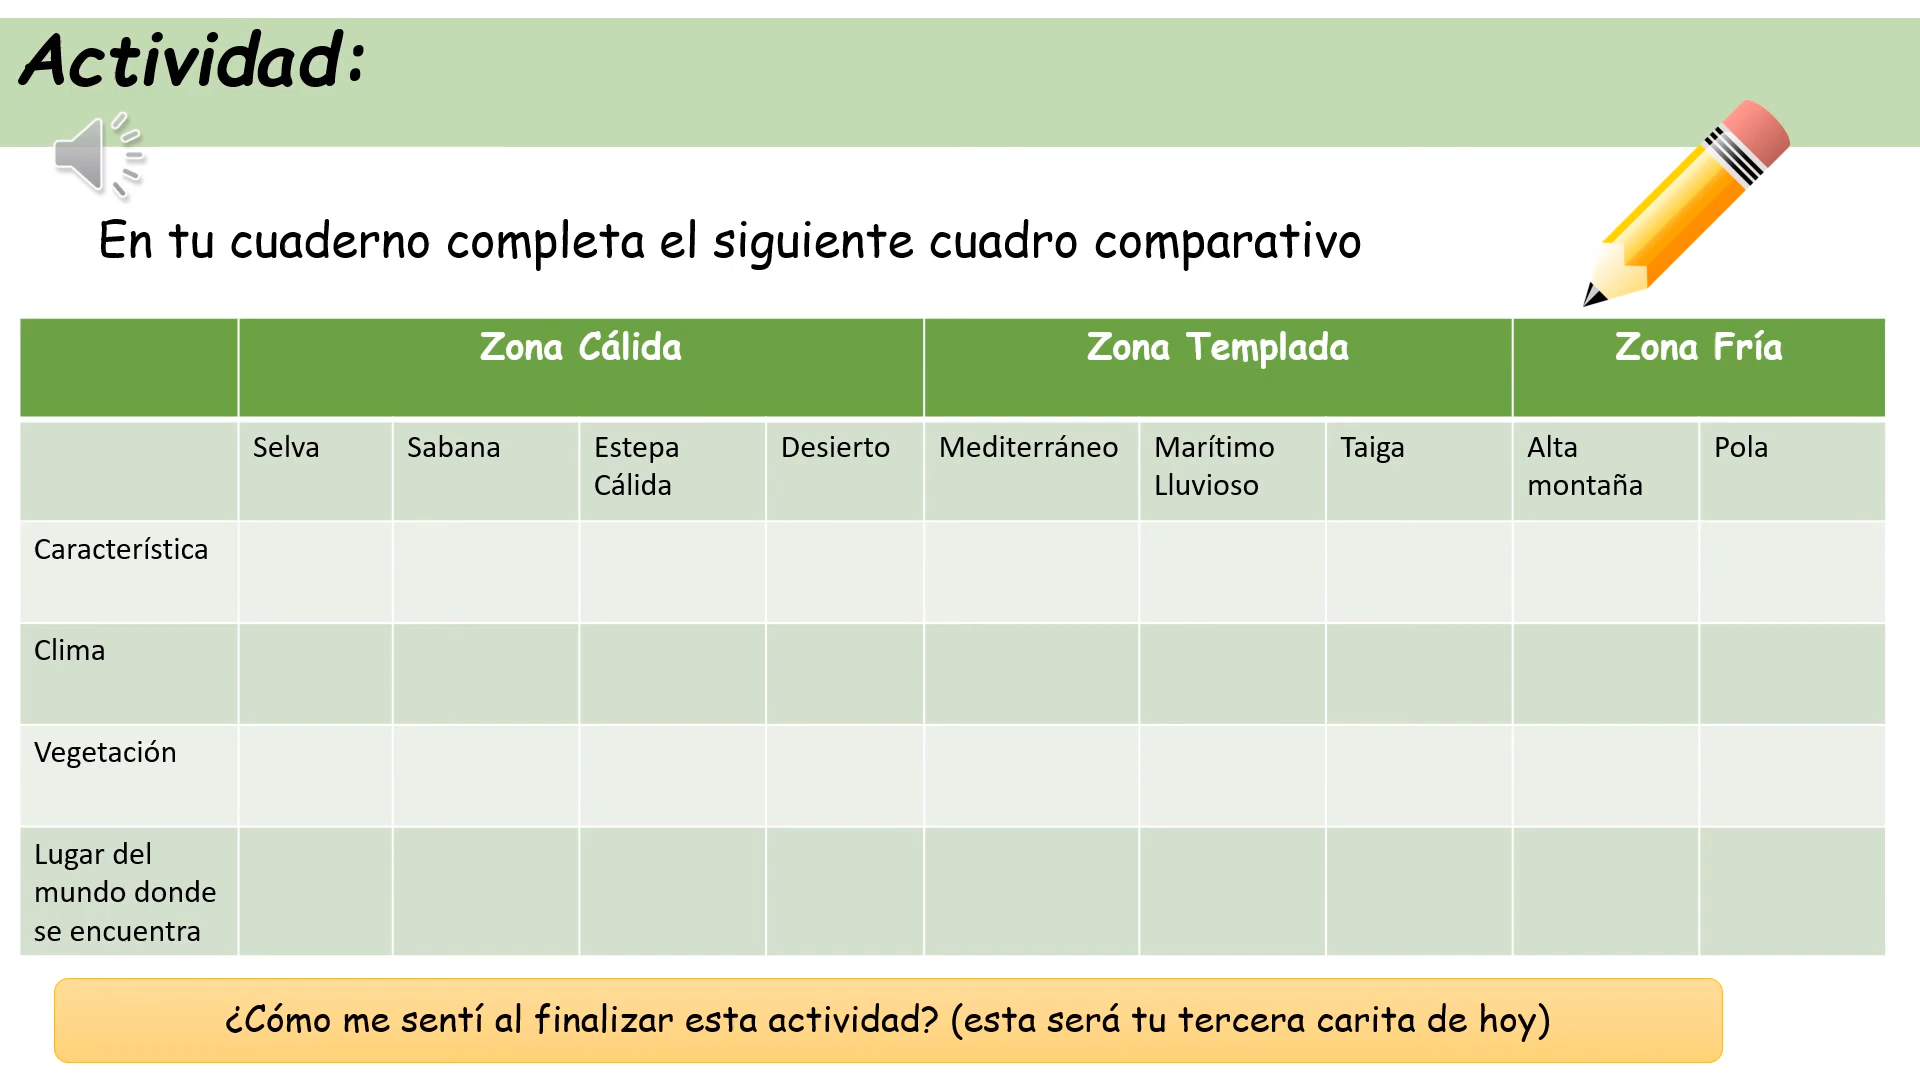 Actividad:
En tu cuaderno completa el siguiente cuadro comparativo
Zona Cálida Zona Templada Zona Fría
Selva Sabana Estepa Cálida Desierto Mediterráneo Marítimo Lluvioso Taiga Alta montaña Pola
Característica
Clima
Vegetación
Lugar del
mundo donde
se encuentra
¿Cómo me sentí al finalizar esta actividad? (esta será tu tercera carita de hoy)